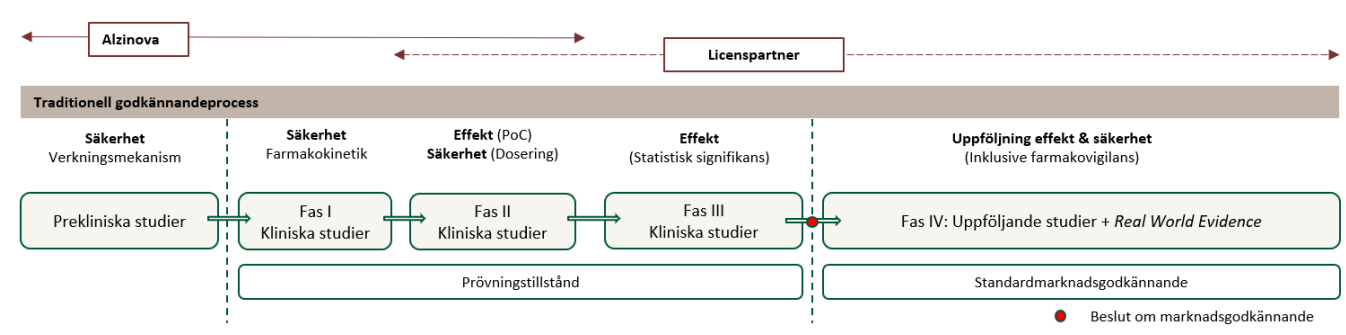 Alzinova
Licenspartner
Traditionell godkännandeprocess
Säkerhet
Verkningsmekanism
Säkerhet
Farmakokinetik
Effekt (PoC)
Säkerhet (Dosering)
Effekt
(Statistisk signifikans)
Uppföljning effekt & säkerhet
(Inklusive farmakovigilans)
Prekliniska studier
Fas I
Kliniska studier
Fas II
Kliniska studier
Fas III
Kliniska studier
Fas IV: Uppföljande studier + Real World Evidence
Prövningstillstånd
Standardmarknadsgodkännande
Beslut om marknadsgodkännande